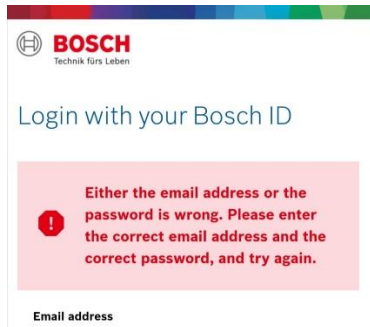 BOSCH
Technik fürs Leben
Login with your Bosch ID
Either the email address or the
password is wrong. Please enter
the correct email address and the
correct password, and try again.
Email address